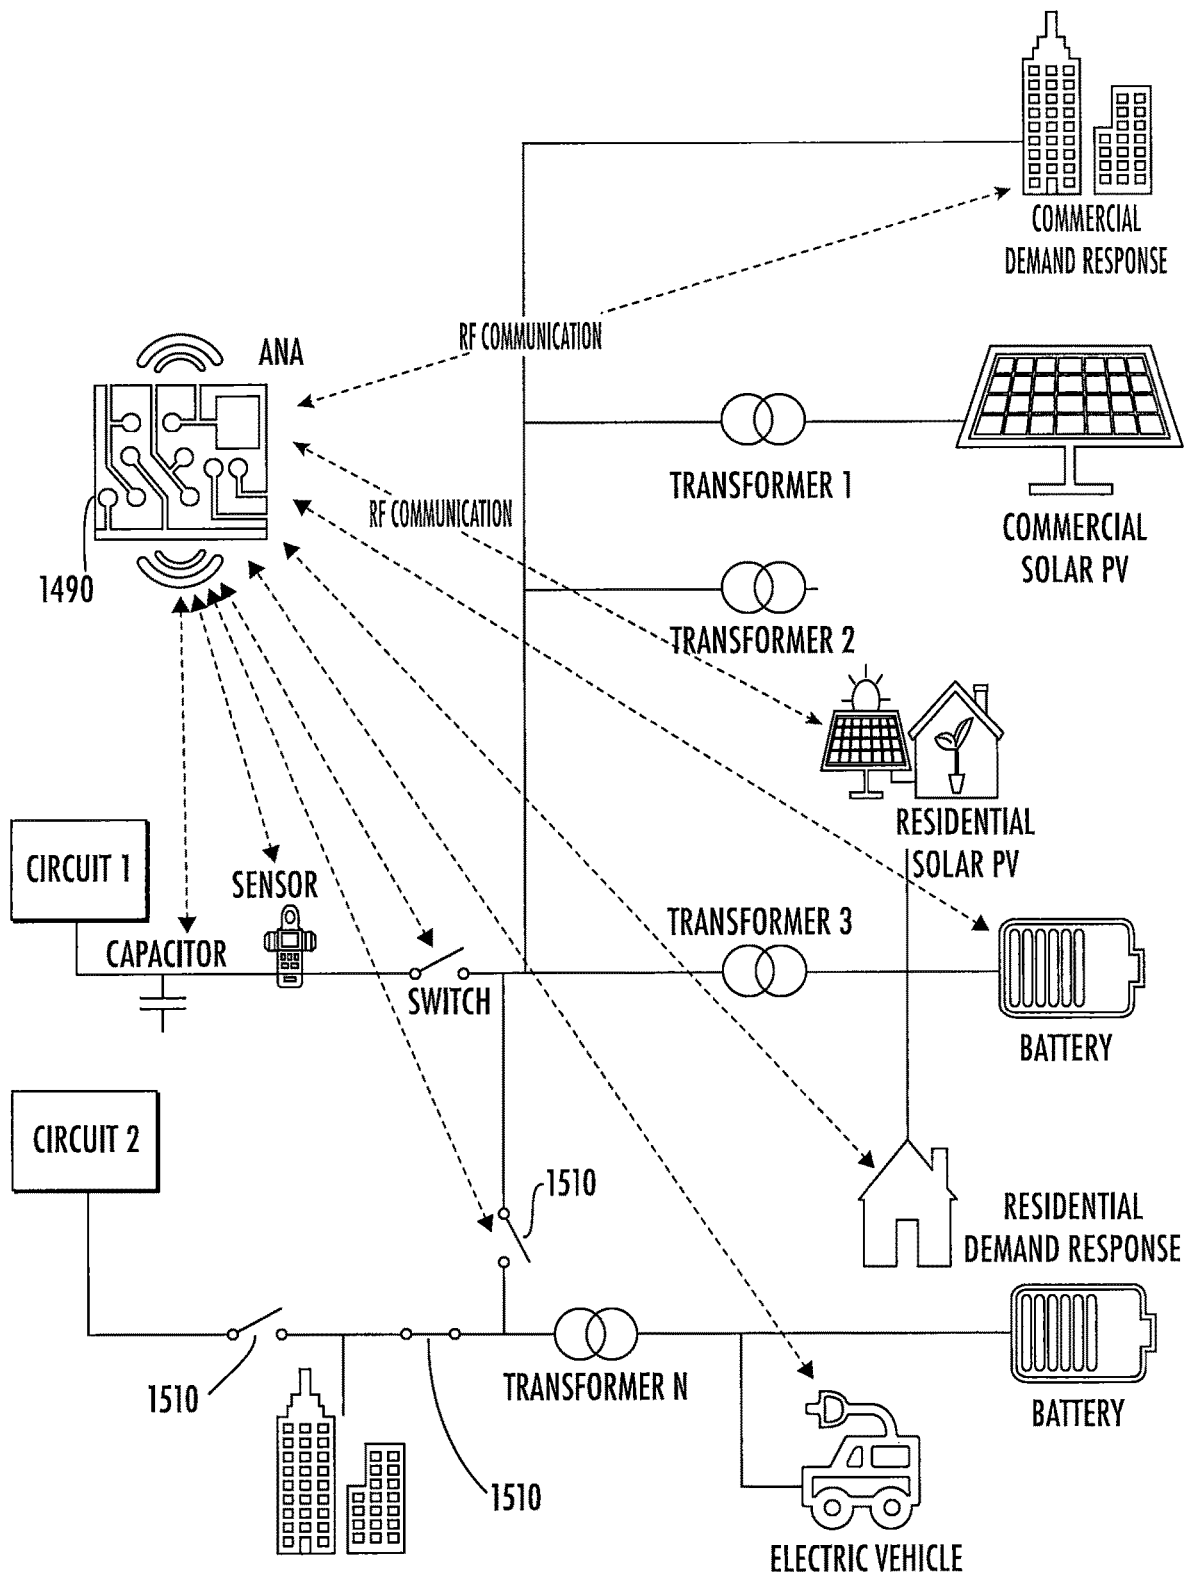 COMMERCIAL
DEMAND RESPONSE
RF COMMUNICATION
ANA
TRANSFORMER 1
RF COMMUNICATION
COMMERCIAL
SOLAR PV
1490
TRANSFORMER 2
RESIDENTIAL
SOLAR PV
CIRCUIT 1
SENSOR
CAPACITOR
TRANSFORMER 3
SWITCH
BATTERY
CIRCUIT 2
1510
RESIDENTIAL
DEMAND RESPONSE
1510
TRANSFORMER N
BATTERY
1510
ELECTRIC VEHICLE